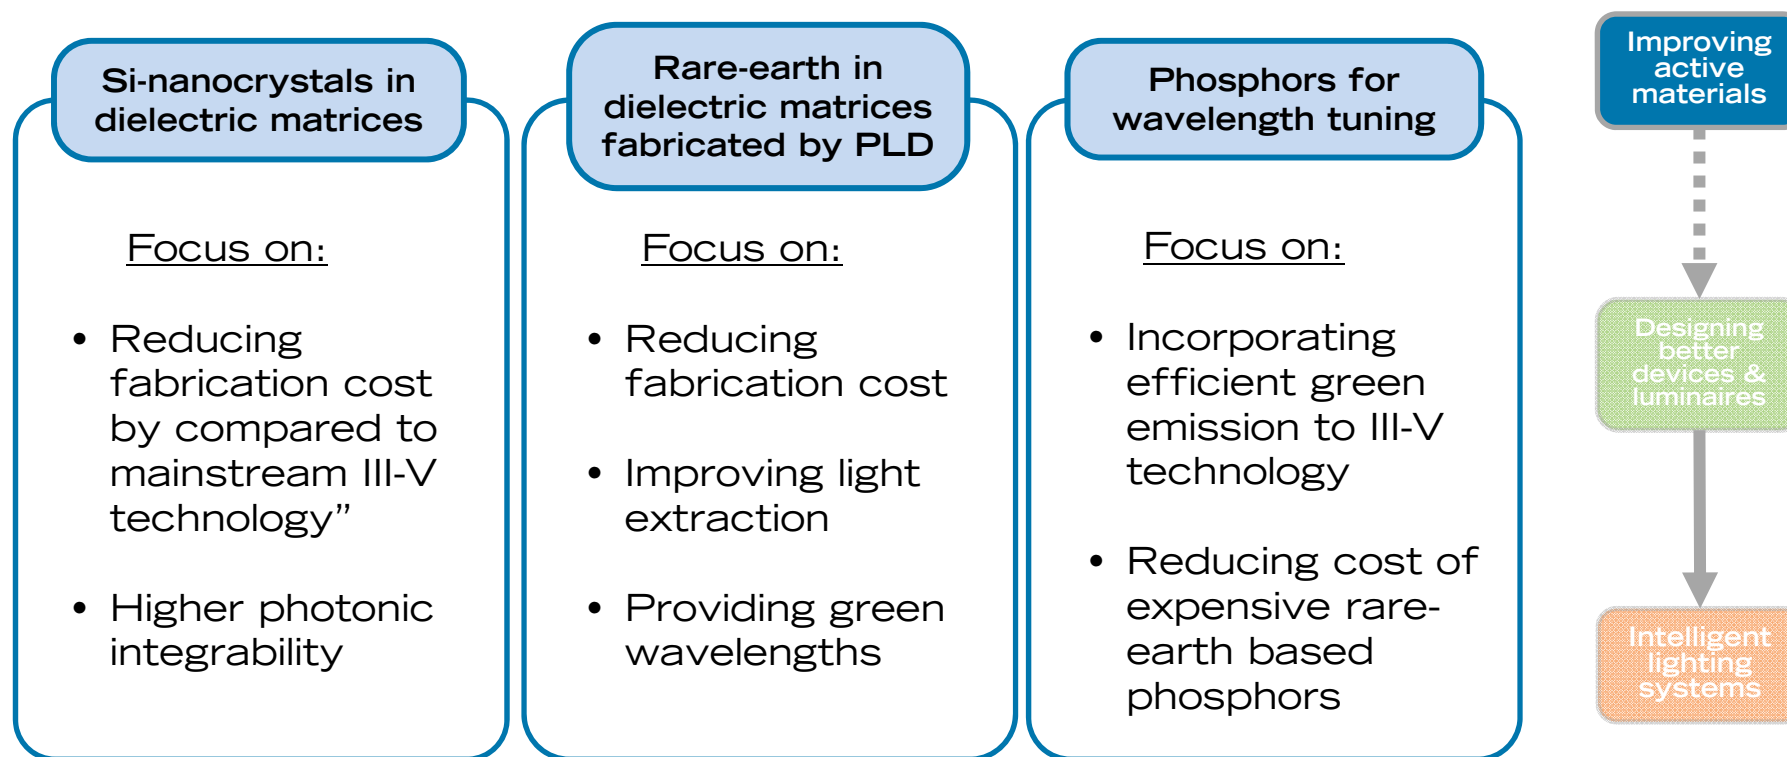 Si-nanocrystals in
dielectric matrices
Focus on:
• Reducing
fabrication cost
by compared to
mainstream III-V
technology”
• Higher photonic
integrability
Rare-earth in
dielectric matrices
fabricated by PLD
Focus on:
• Reducing
fabrication cost
• Improving light
extraction
• Providing green
wavelengths
Phosphors for
wavelength tuning
Focus on:
• Incorporating
efficient green
emission to III-V
technology
• Reducing cost of
expensive rare-
earth based
phosphors
Improving
active
materials
Designing
better
devices &
luminaires
Intelligent
lighting
systems